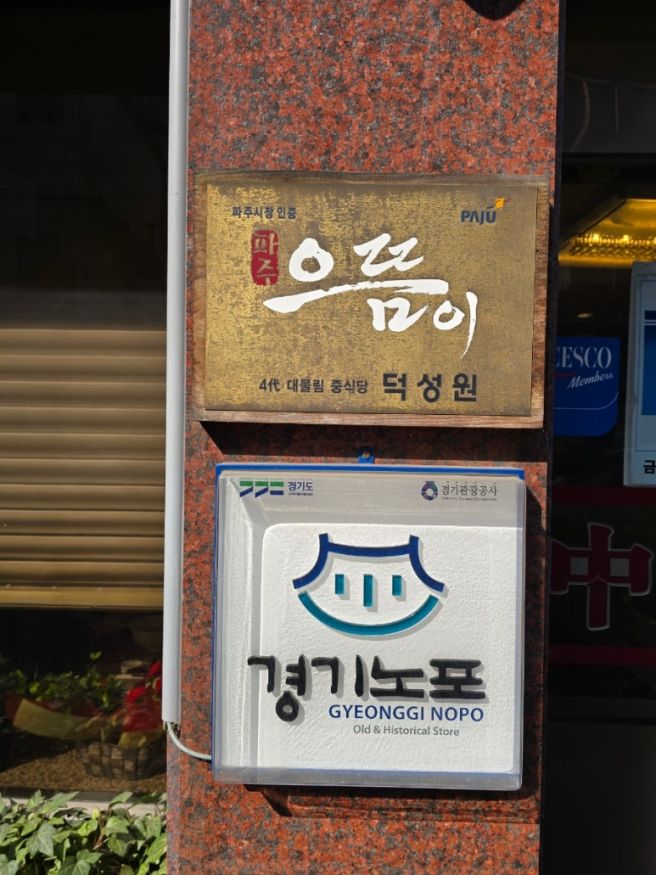 파주시장 인증
PAJU
파주
으뜸이
4代 대물림 중식당 덕성원
경기도
경기관광공사
경기노포
GYEONGGI NOPO
Old & Historical Store
CESCO
Members
中